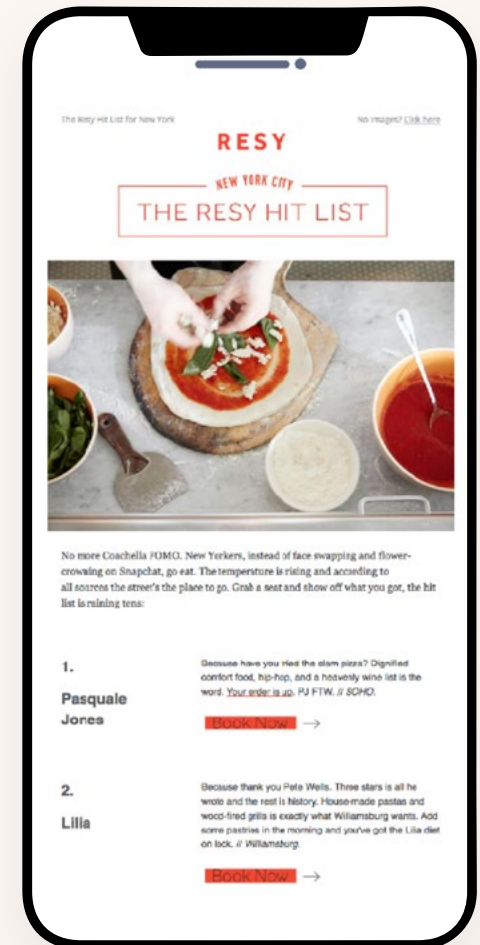 The Resy Hit List for New York
No Images? Click here
RESY
NEW YORK CITY
THE RESY HIT LIST
No more Coachella FOMO. New Yorkers, instead of face swapping and flower-
crowning on Snapchat, go eat. The temperature is rising and according to
all sources the street's the place to go. Grab a seat and show off what you got, the hit
list is raining tens:
1.
Pasquale
Jones
Because have you tried the clam pizza? Dignified
comfort food, hip-hop, and a heavenly wine list is the
word. Your order is up. PJ FTW. // SOHO.
Book Now →
2.
Lilia
Because thank you Pete Wells. Three stars is all he
wrote and the rest is history. House-made pastas and
wood-fired grills is exactly what Williamsburg wants. Add
some pastries in the morning and you've got the Lilia diet
on lock. // Williamsburg.
Book Now →